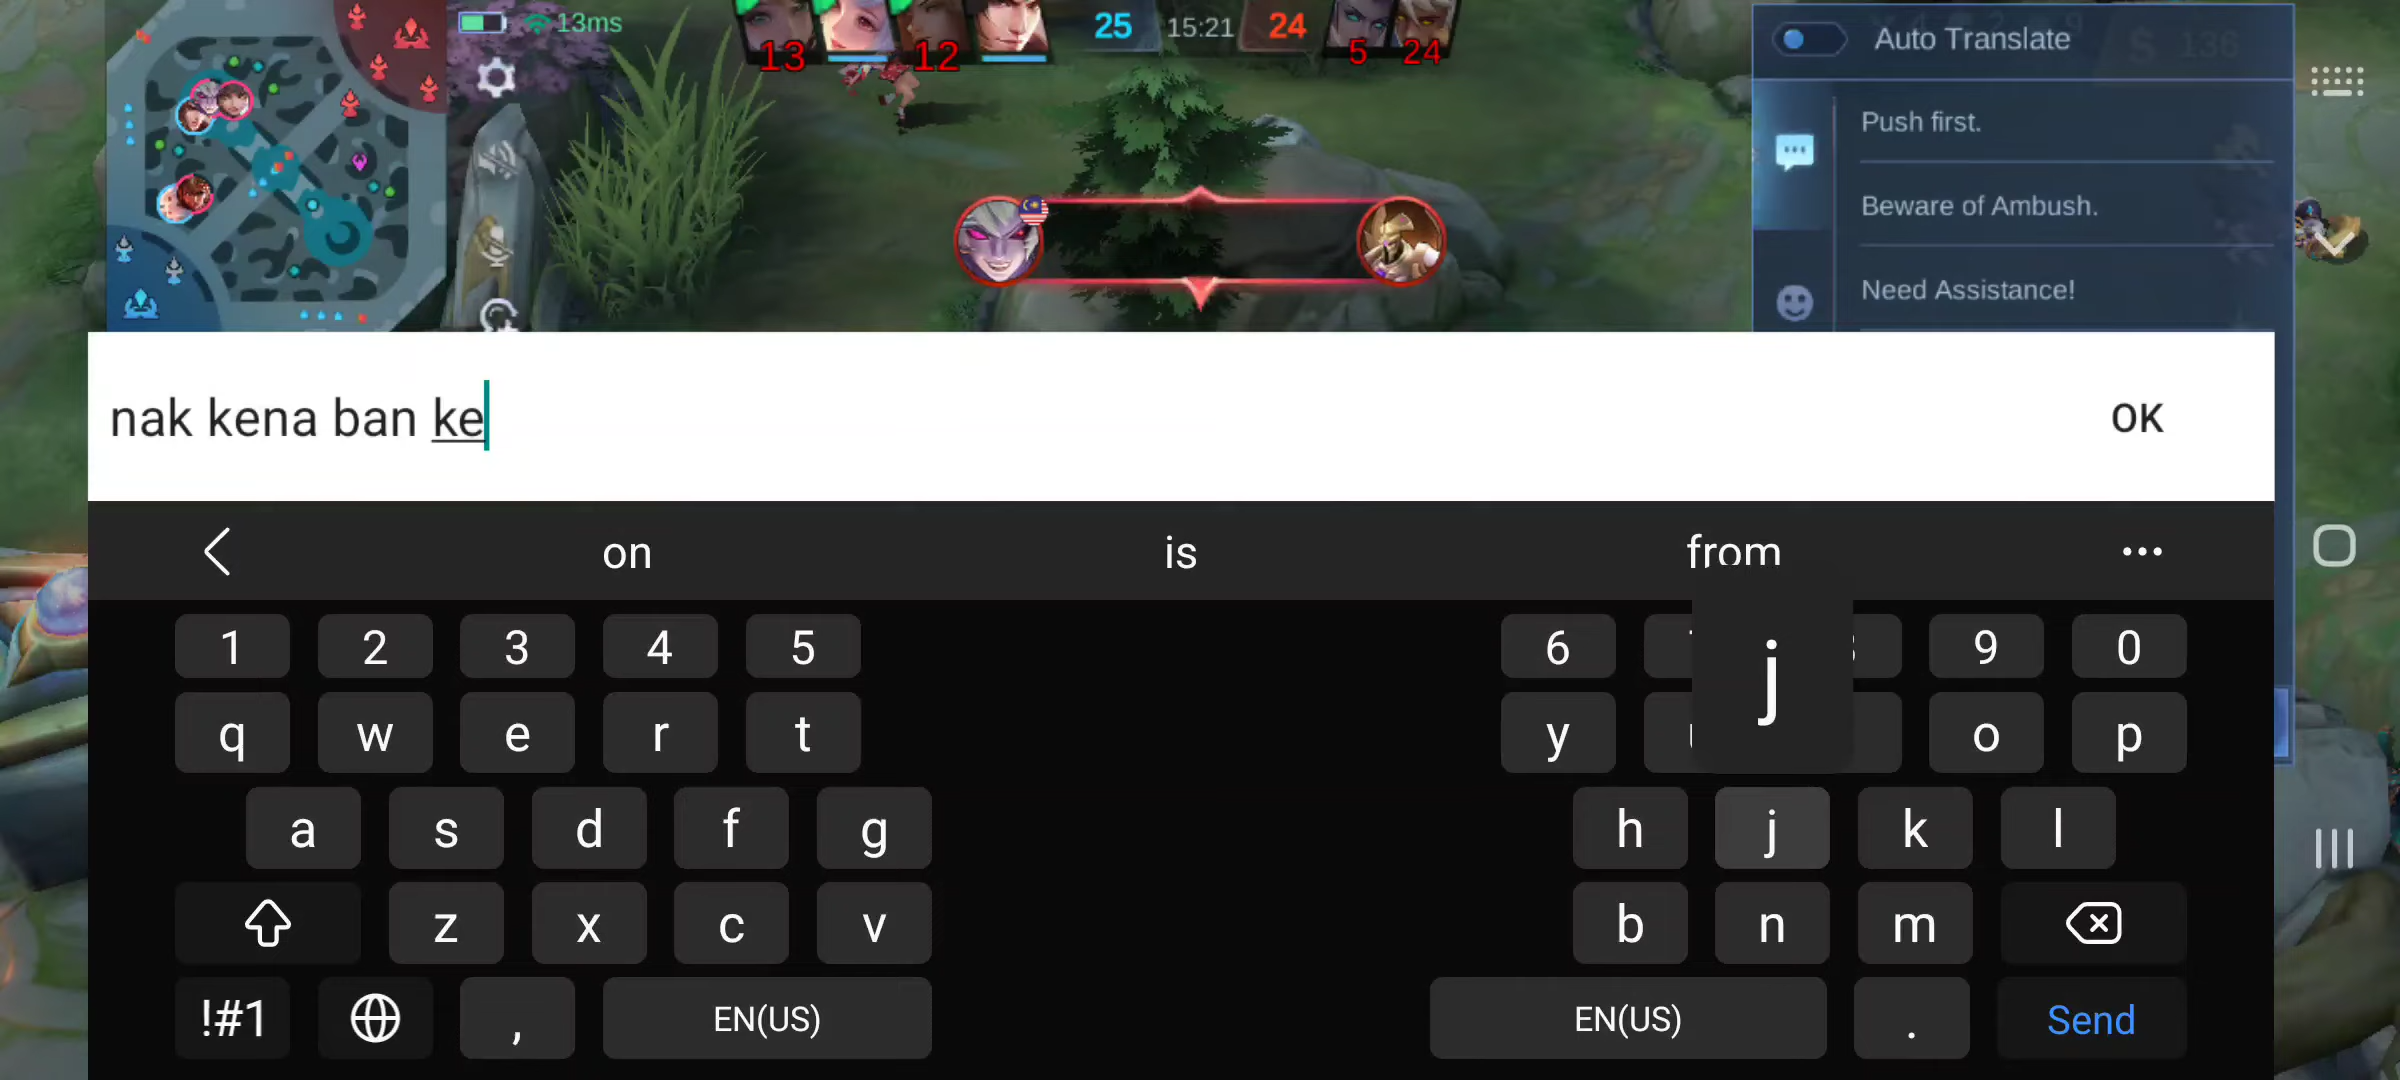 13ms
13
12
25
15:21
24
5
24
Auto Translate
$ 136
Push first.
Beware of Ambush.
Need Assistance!
nak kena ban ke
OK
on
is
from
1 2 3 4 5 6 9 0
j
q w e r t y o p
a s d f g h j k l
z x c v b n m
!#1 , EN(US) EN(US) . Send